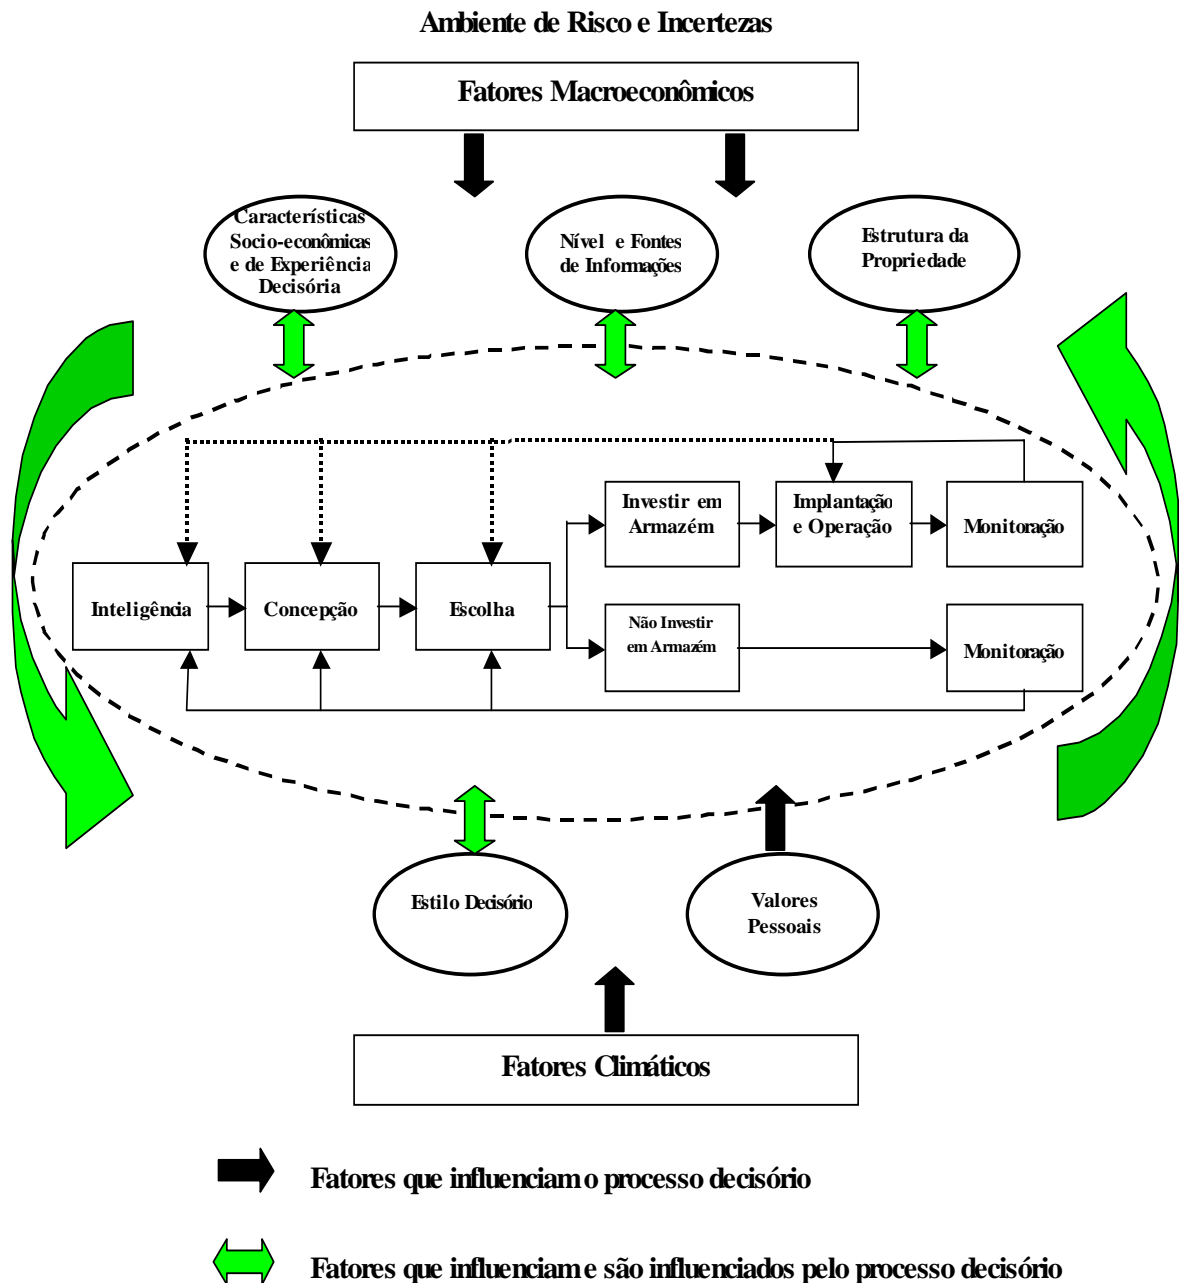 Ambiente de Risco e Incertezas
Fatores Macroeconômicos
Características
Socio-econômicas
e de Experiência
Decisória
Nível e Fontes
de Informações
Estrutura da
Propriedade
Investir em
Armazém
Implantação
e Operação
Monitoração
Inteligência
Concepção
Escolha
Não Investir
em Armazém
Monitoração
Estilo Decisório
Valores
Pessoais
Fatores Climáticos
Fatores que influenciam o processo decisório
Fatores que influenciam e são influenciados pelo processo decisório